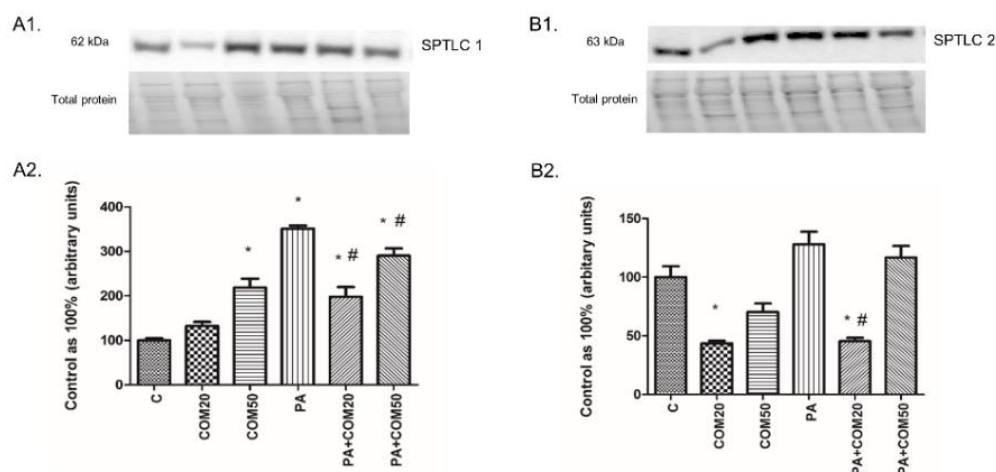 A1.
62 kDa
SPTLC 1
Total protein
B1.
63 kDa
SPTLC 2
Total protein
A2.
Control as 100% (arbitrary units)
400
300
200
100
0
*
*
* #
* #
C
COM20
COM50
PA
PA+COM20
PA+COM50
B2.
Control as 100% (arbitary units)
150
100
50
0
*
* #
C
COM20
COM50
PA
PA+COM20
PA+COM50